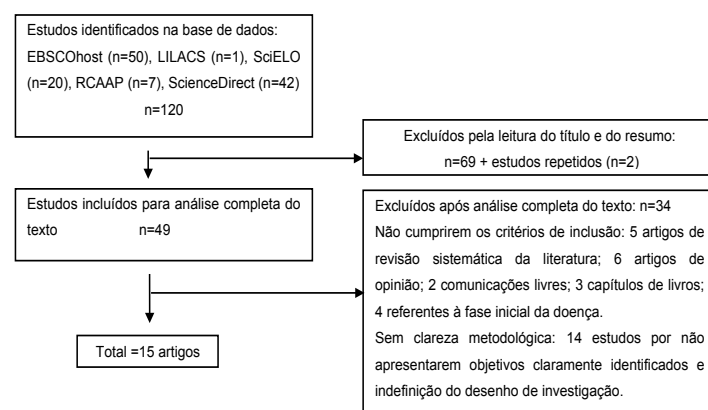 Estudos identificados na base de dados:
EBSCOhost (n=50), LILACS (n=1), SciELO
(n=20), RCAAP (n=7), ScienceDirect (n=42)
n=120
Excluídos pela leitura do título e do resumo:
n=69 + estudos repetidos (n=2)
Estudos incluídos para análise completa do
texto n=49
Excluídos após análise completa do texto: n=34
Não cumprirem os critérios de inclusão: 5 artigos de
revisão sistemática da literatura; 6 artigos de
opinião; 2 comunicações livres; 3 capítulos de livros;
4 referentes à fase inicial da doença.
Sem clareza metodológica: 14 estudos por não
apresentarem objetivos claramente identificados e
indefinição do desenho de investigação.
Total =15 artigos